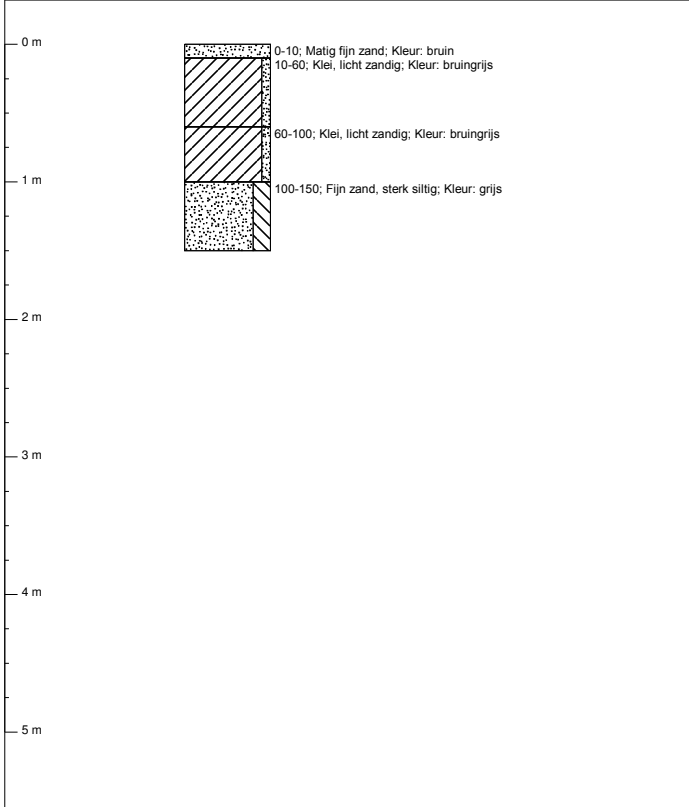 0 m
0-10; Matig fijn zand; Kleur: bruin
10-60; Klei, licht zandig; Kleur: bruingrijs
60-100; Klei, licht zandig; Kleur: bruingrijs
1 m
100-150; Fijn zand, sterk siltig; Kleur: grijs
2 m
3 m
4 m
5 m